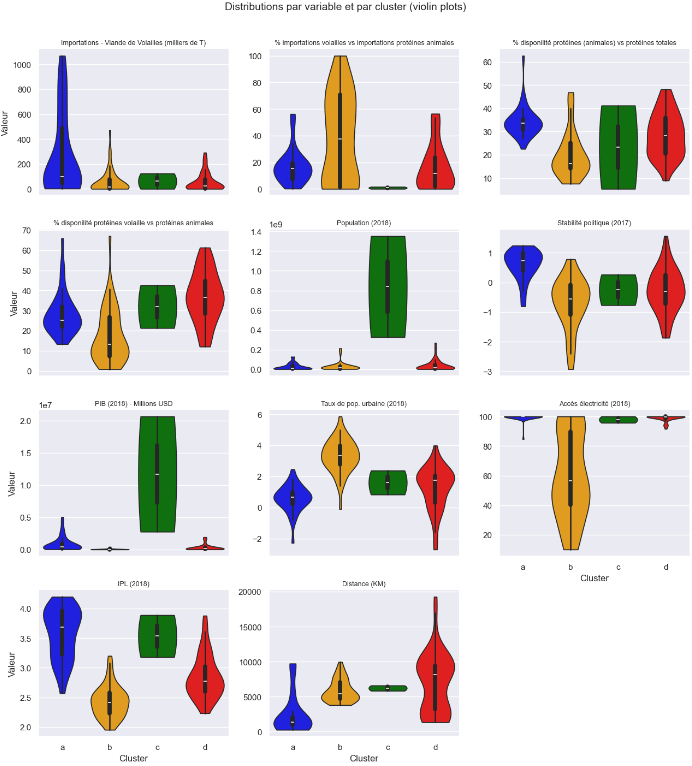 Distributions par variable et par cluster (violin plots)
Importations - Viande de Volailles (milliers de T)
% importations volailles vs importations protéines animales
% disponilité protéines (animales) vs protéines totales
Valeur
1000
800
600
400
200
0
100
80
60
40
20
0
60
50
40
30
20
10
% disponilité protéines volaille vs protéines animales
Population (2018)
Stabilité politique (2017)
Valeur
70
60
50
40
30
20
10
0
1e9
1.4
1.2
1.0
0.8
0.6
0.4
0.2
0.0
1
0
−1
−2
−3
PIB (2018) - Millions USD
Taux de pop. urbaine (2018)
Accès électricité (2018)
Valeur
1e7
2.0
1.5
1.0
0.5
0.0
6
4
2
0
−2
100
80
60
40
20
a b c d
Cluster
IPL (2018)
Distance (KM)
Valeur
4.0
3.5
3.0
2.5
2.0
20000
15000
10000
5000
0
a b c d
Cluster
a b c d
Cluster